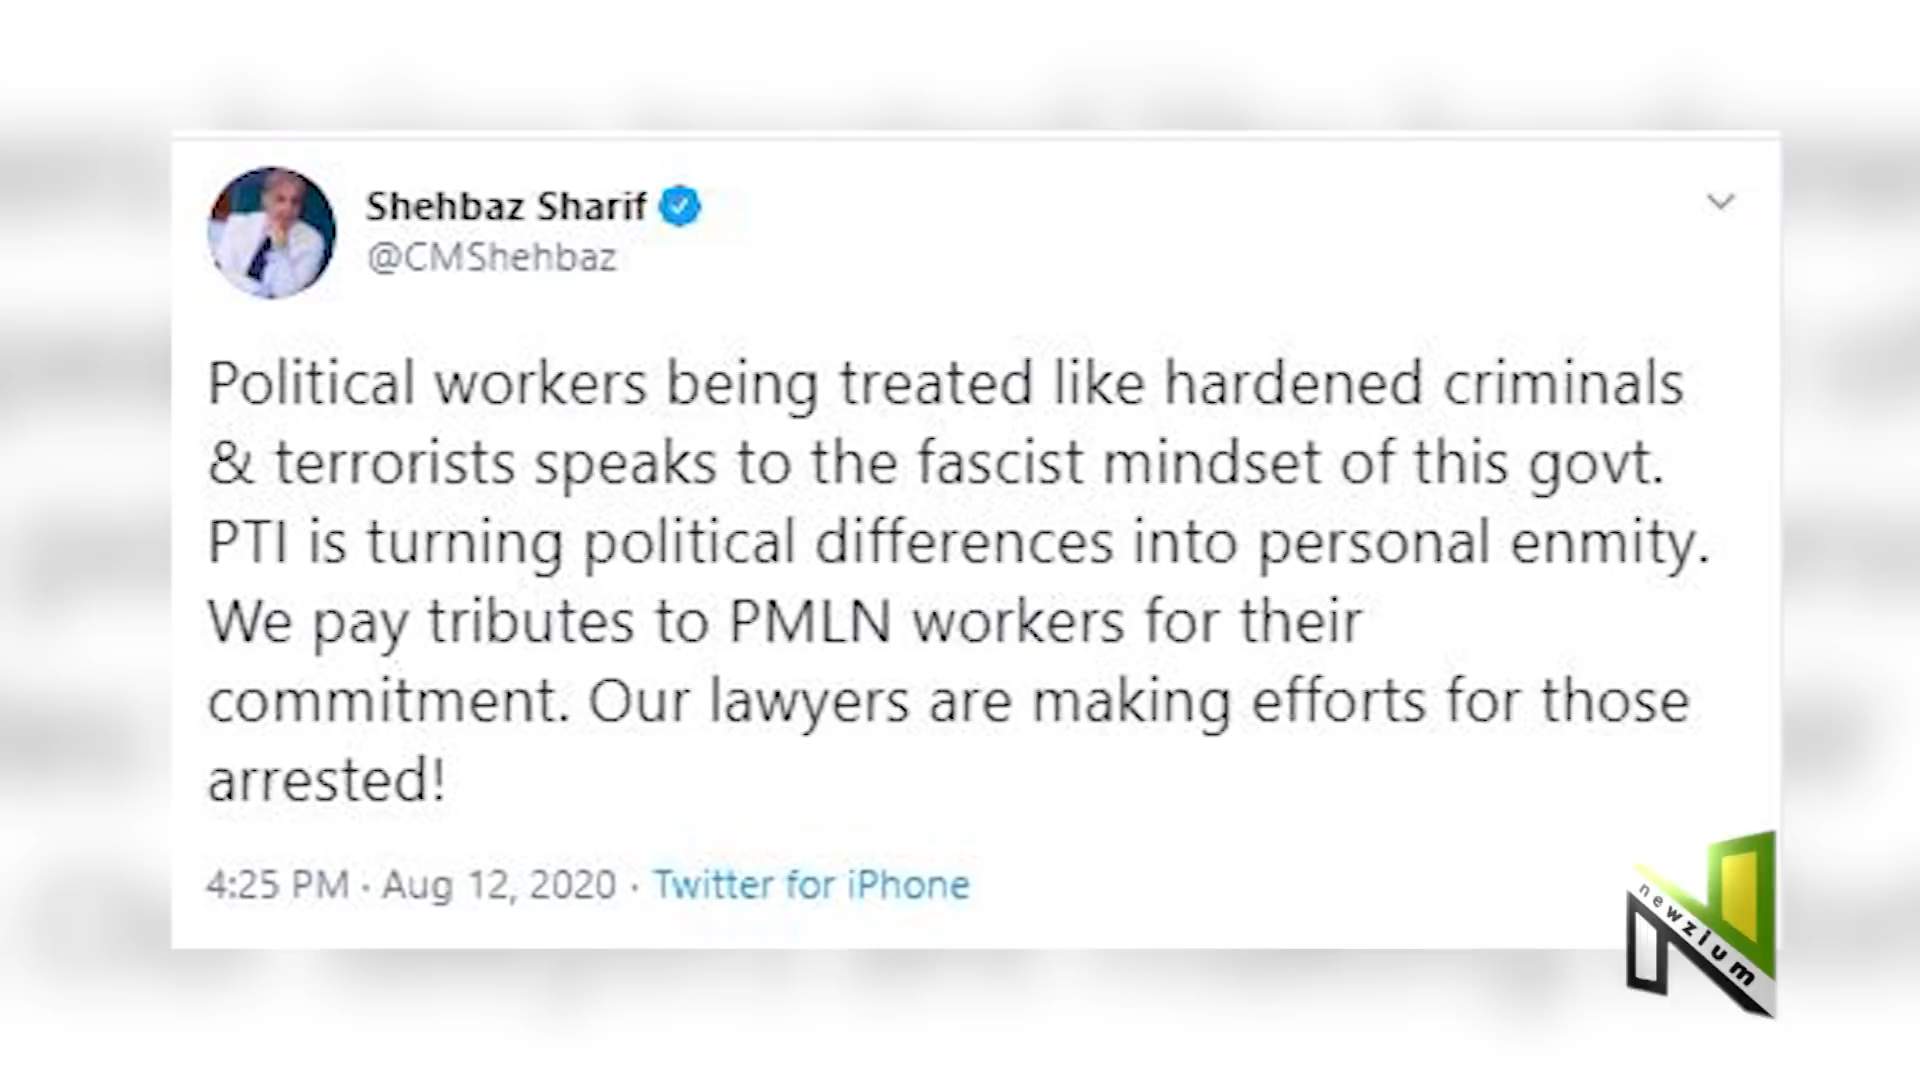 Shehbaz Sharif
@CMShehbaz
Political workers being treated like hardened criminals
& terrorists speaks to the fascist mindset of this govt.
PTI is turning political differences into personal enmity.
We pay tributes to PMLN workers for their
commitment. Our lawyers are making efforts for those
arrested!
4:25 PM · Aug 12, 2020 · Twitter for iPhone
newzium